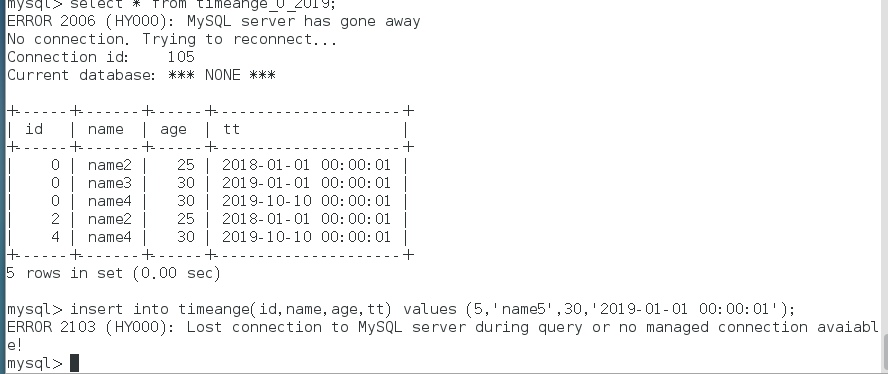 mysql> select * from timeange_0_2019;
ERROR 2006 (HY000): MySQL server has gone away
No connection. Trying to reconnect...
Connection id:    105
Current database: *** NONE ***
+------+-------+------+---------------------+
| id   | name  | age  | tt                  |
+------+-------+------+---------------------+
|    0 | name2 |   25 | 2018-01-01 00:00:01 |
|    0 | name3 |   30 | 2019-01-01 00:00:01 |
|    0 | name4 |   30 | 2019-10-10 00:00:01 |
|    2 | name2 |   25 | 2018-01-01 00:00:01 |
|    4 | name4 |   30 | 2019-10-10 00:00:01 |
+------+-------+------+---------------------+
5 rows in set (0.00 sec)
mysql> insert into timeange(id,name,age,tt) values (5,'name5',30,'2019-01-01 00:00:01');
ERROR 2103 (HY000): Lost connection to MySQL server during query or no managed connection avaiabl
e!
mysql>